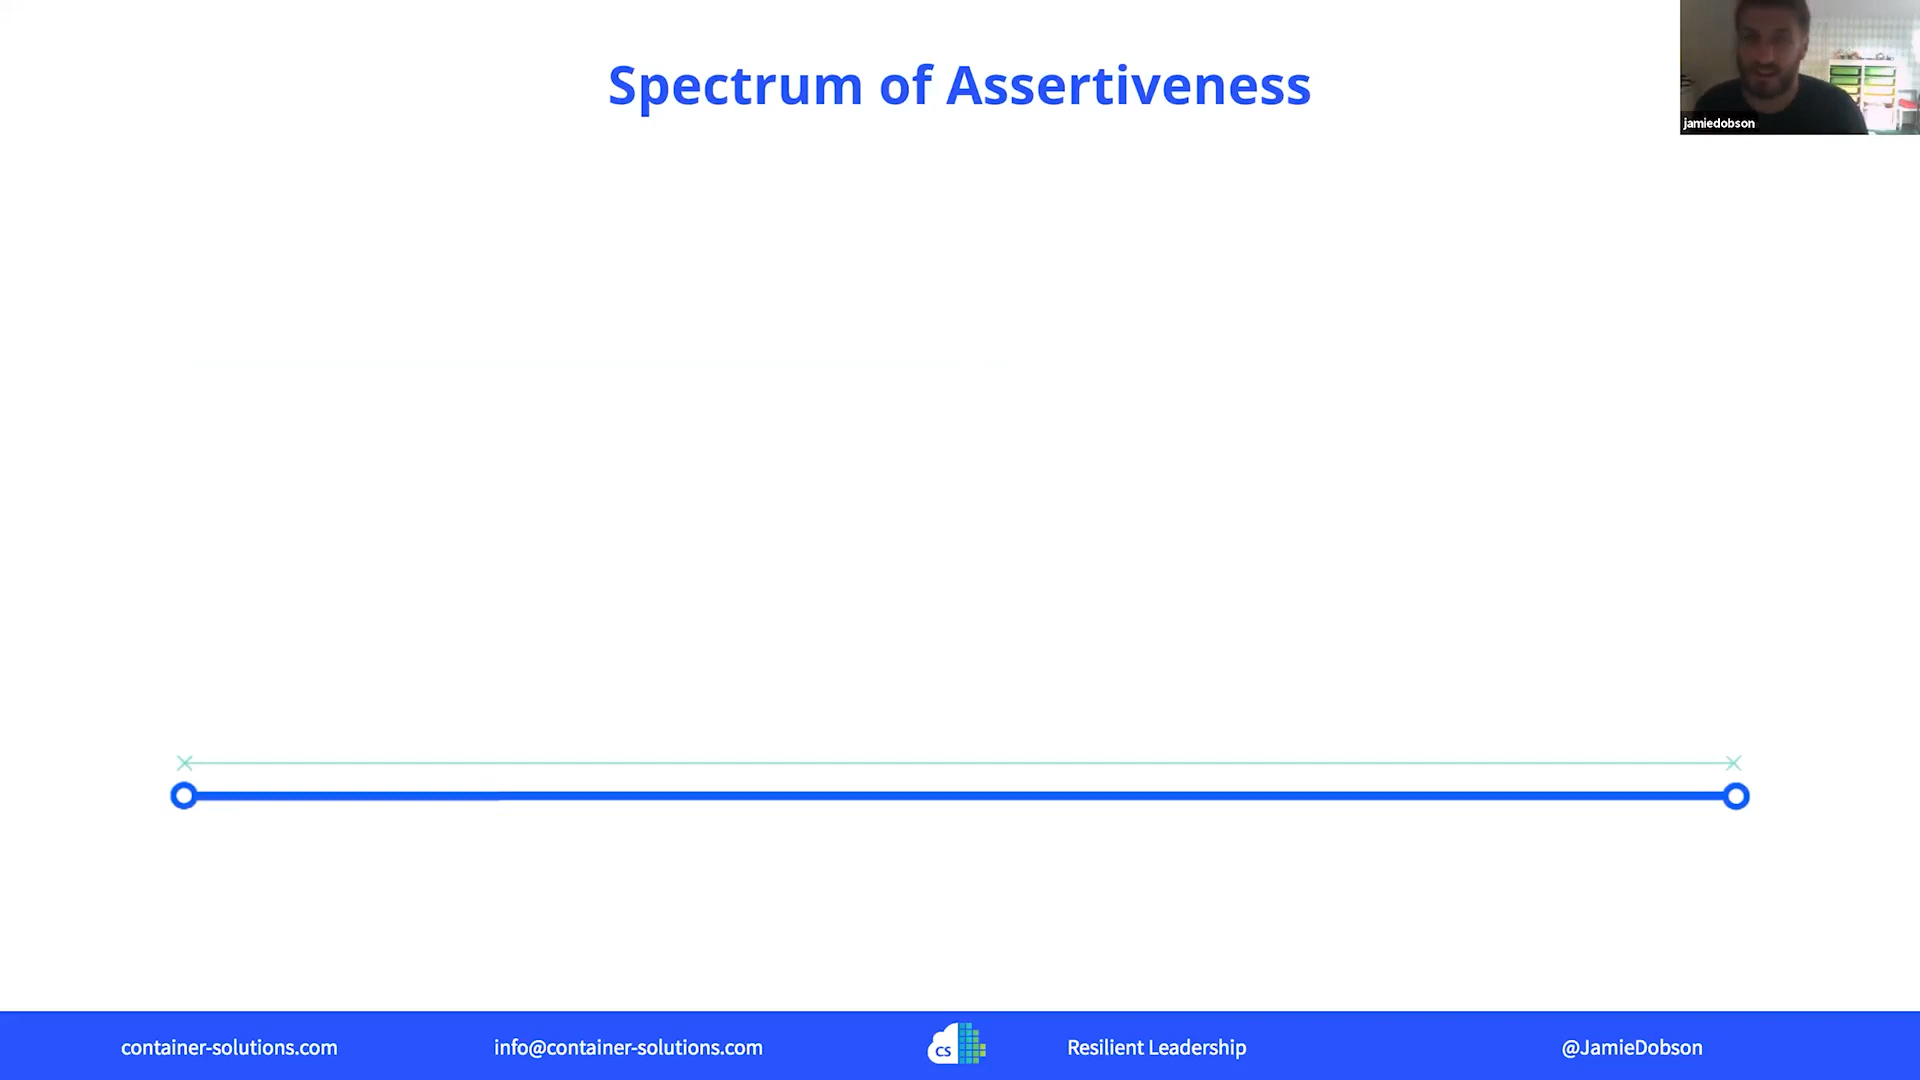 Spectrum of Assertiveness
jamiedobson
container-solutions.com
info@container-solutions.com
CS
Resilient Leadership
@JamieDobson